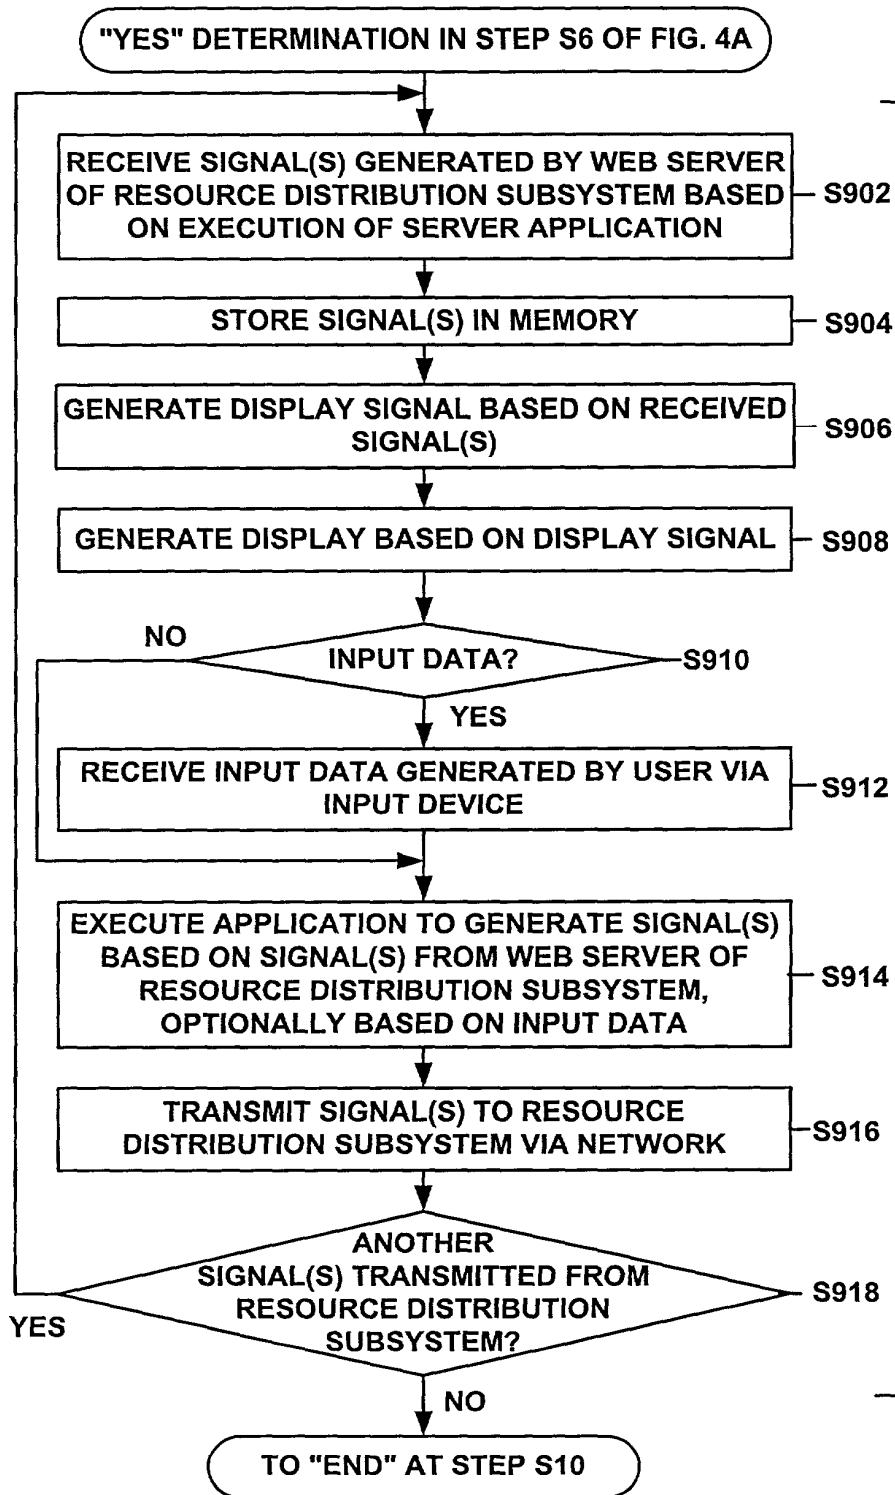 "YES" DETERMINATION IN STEP S6 OF FIG. 4A
RECEIVE SIGNAL(S) GENERATED BY WEB SERVER
OF RESOURCE DISTRIBUTION SUBSYSTEM BASED
ON EXECUTION OF SERVER APPLICATION
S902
STORE SIGNAL(S) IN MEMORY
S904
GENERATE DISPLAY SIGNAL BASED ON RECEIVED
SIGNAL(S)
S906
GENERATE DISPLAY BASED ON DISPLAY SIGNAL
S908
NO
INPUT DATA?
S910
YES
RECEIVE INPUT DATA GENERATED BY USER VIA
INPUT DEVICE
S912
EXECUTE APPLICATION TO GENERATE SIGNAL(S)
BASED ON SIGNAL(S) FROM WEB SERVER OF
RESOURCE DISTRIBUTION SUBSYSTEM,
OPTIONALLY BASED ON INPUT DATA
S914
TRANSMIT SIGNAL(S) TO RESOURCE
DISTRIBUTION SUBSYSTEM VIA NETWORK
S916
ANOTHER
SIGNAL(S) TRANSMITTED FROM
RESOURCE DISTRIBUTION
SUBSYSTEM?
S918
YES
NO
TO "END" AT STEP S10